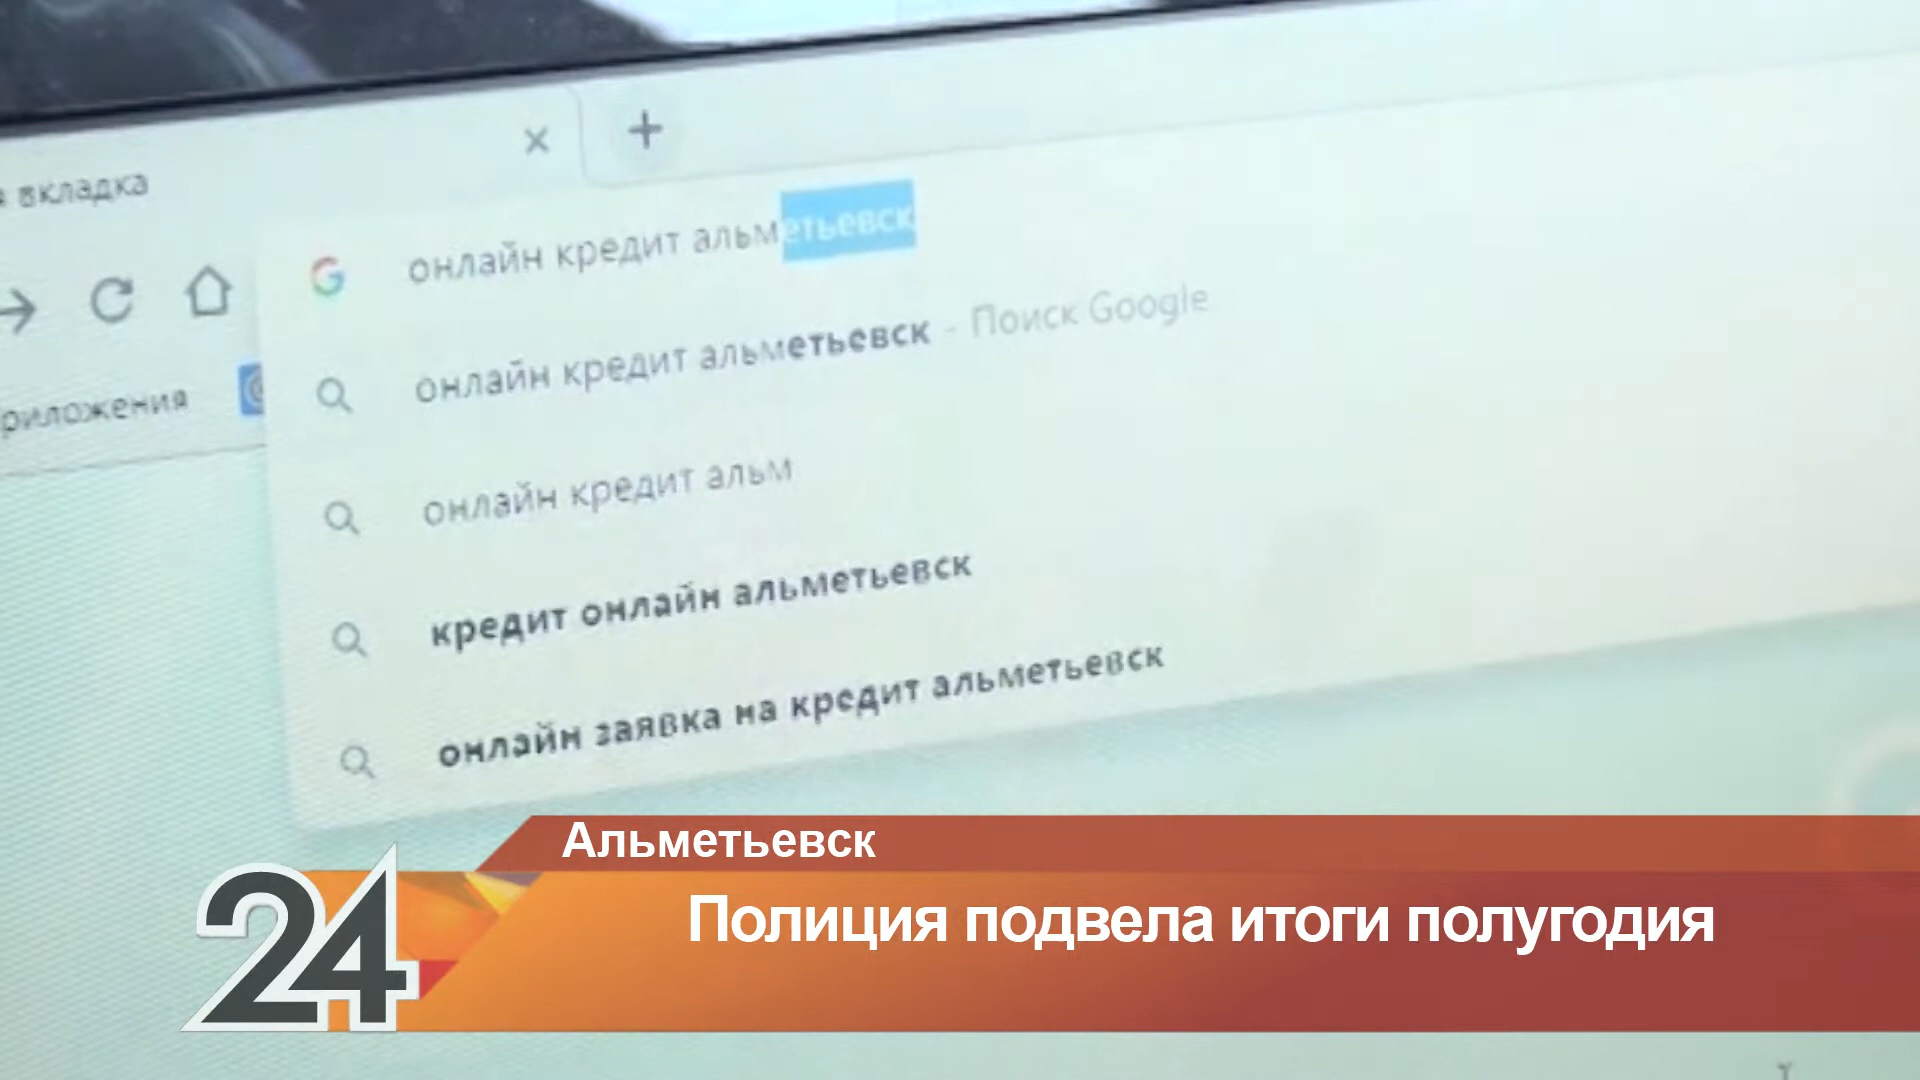 я вкладка
онлайн кредит альметьевск
онлайн кредит альметьевск - Поиск Google
риложения
онлайн кредит альм
кредит онлайн альметьевск
онлайн заявка на кредит альметьевск
Альметьевск
24
Полиция подвела итоги полугодия